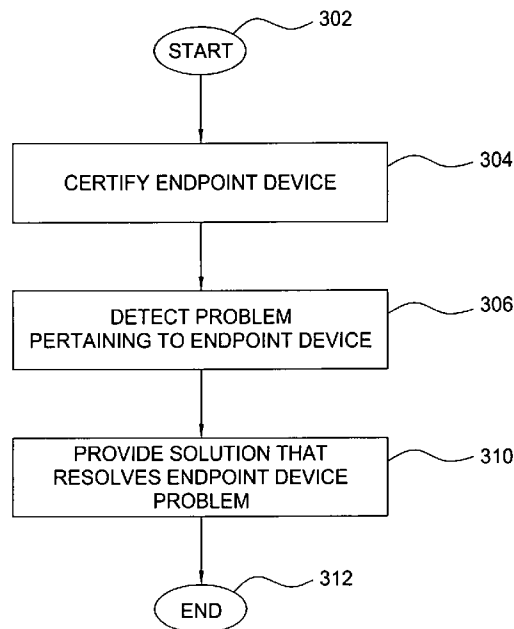 302
START
304
CERTIFY ENDPOINT DEVICE
306
DETECT PROBLEM
PERTAINING TO ENDPOINT DEVICE
310
PROVIDE SOLUTION THAT
RESOLVES ENDPOINT DEVICE
PROBLEM
312
END